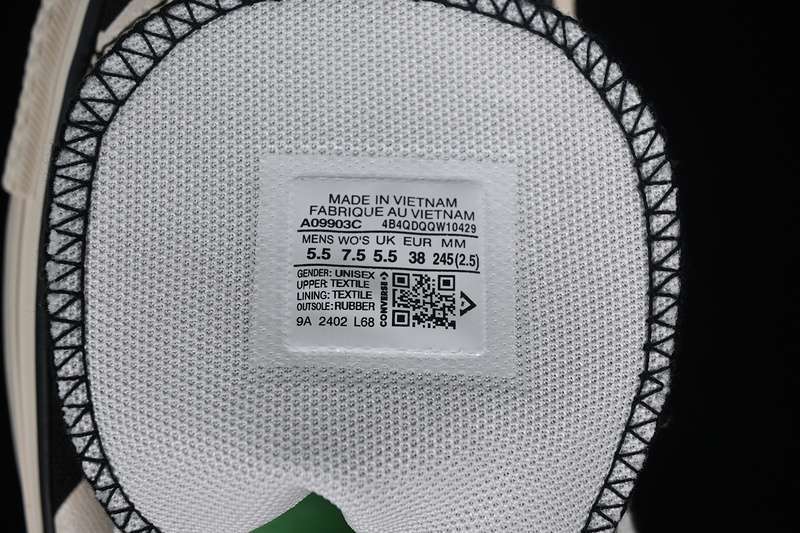 MADE IN VIETNAM
FABRIQUE AU VIETNAM
A09903C 4B4QDQQW10429
MENS WO'S UK EUR MM
5.5 7.5 5.5 38 245(2.5)
GENDER: UNISEX
UPPER: TEXTILE
LINING: TEXTILE
OUTSOLE: RUBBER
9A 2402 L68
CONVERSE